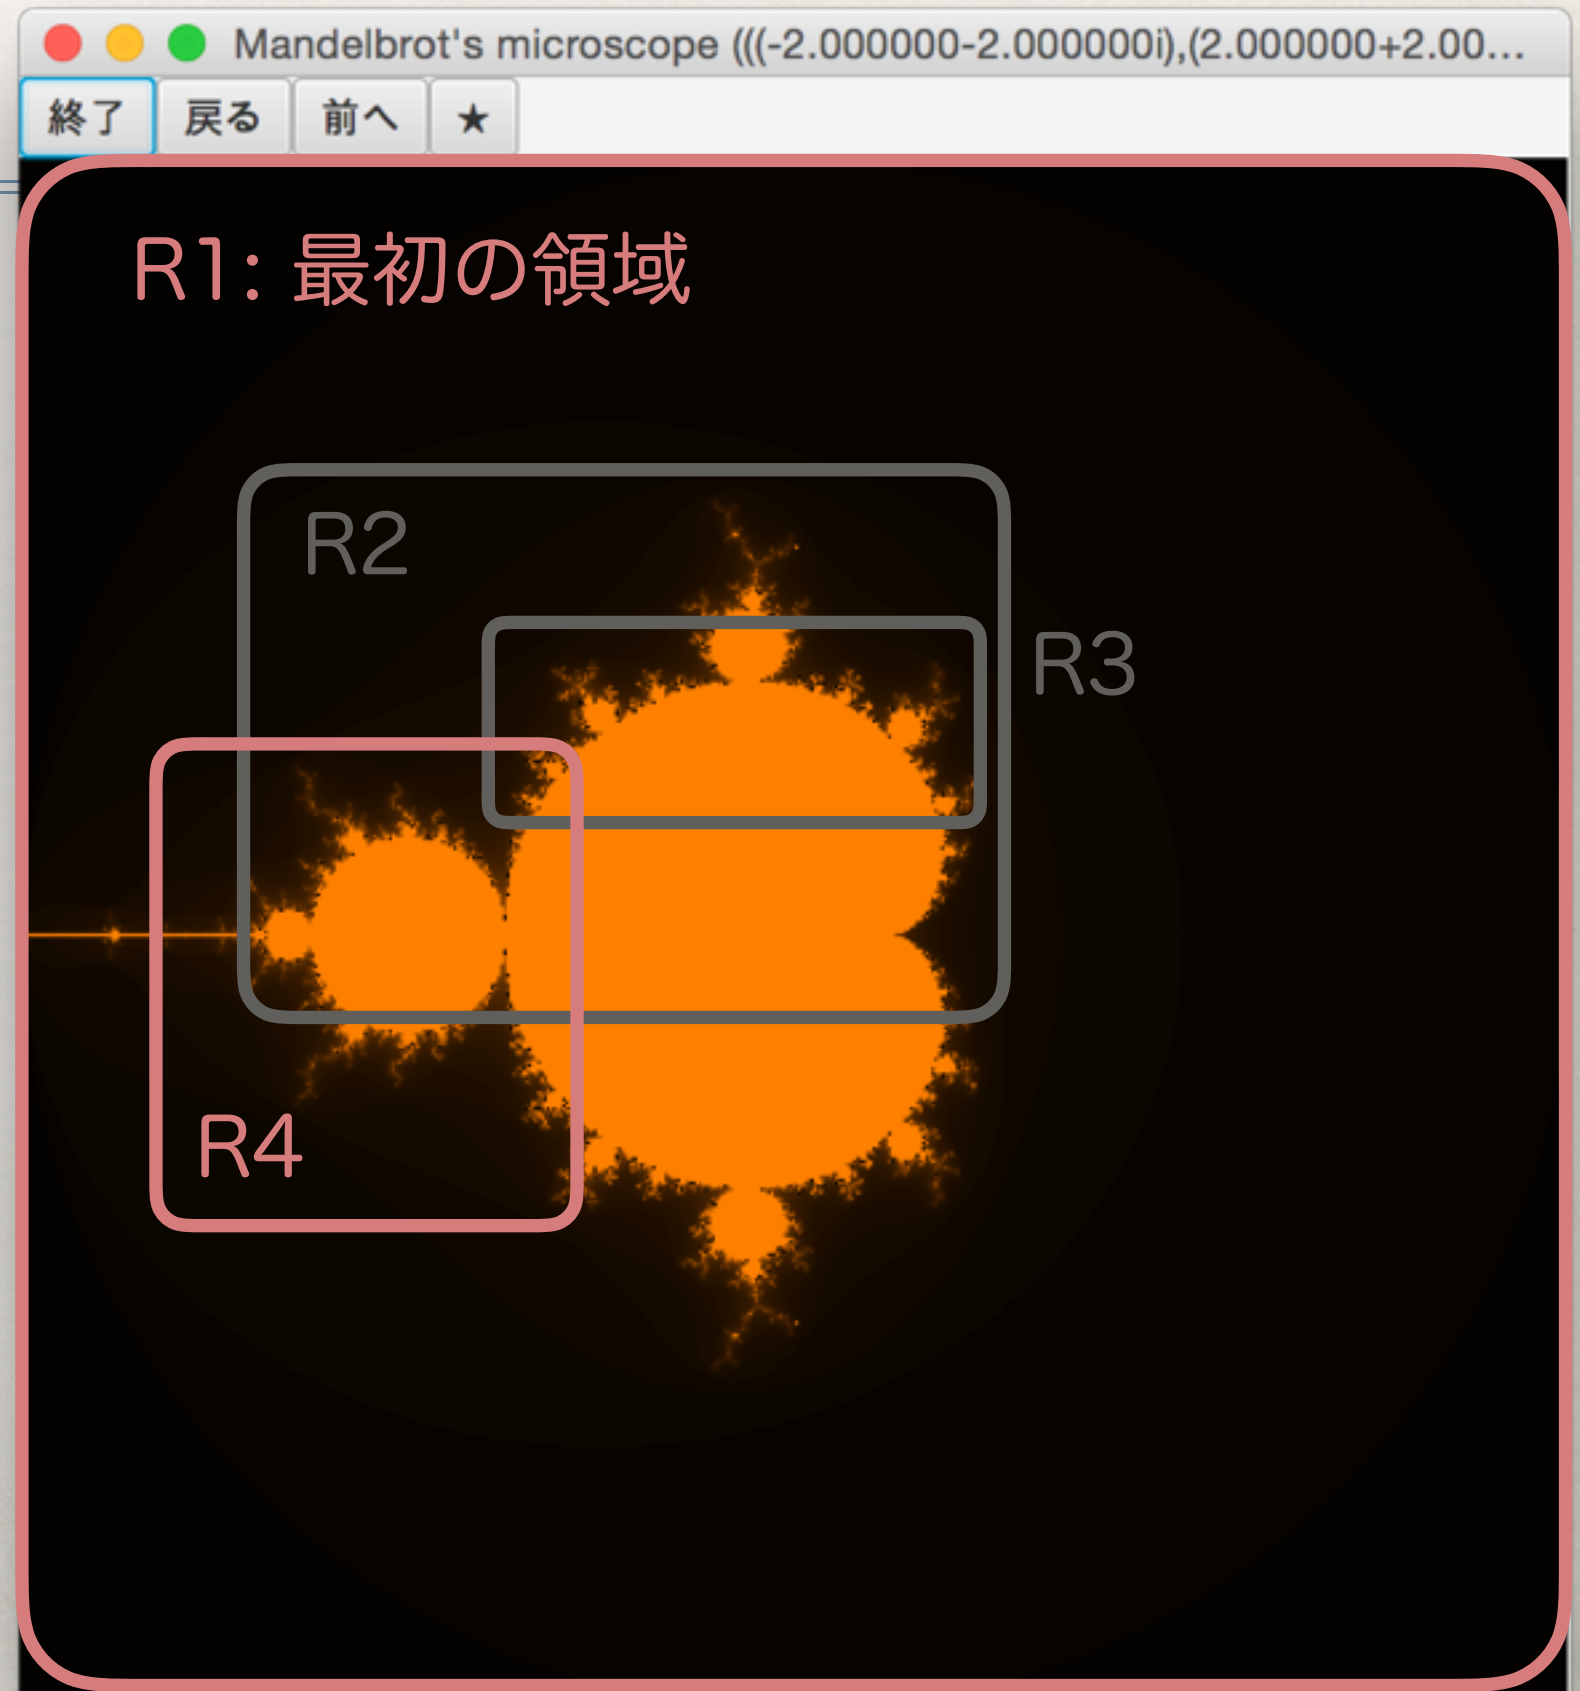 Mandelbrot's microscope (((-2.000000-2.000000i),(2.000000+2.00...
終了 戻る 前へ ★
R1: 最初の領域
R2
R3
R4